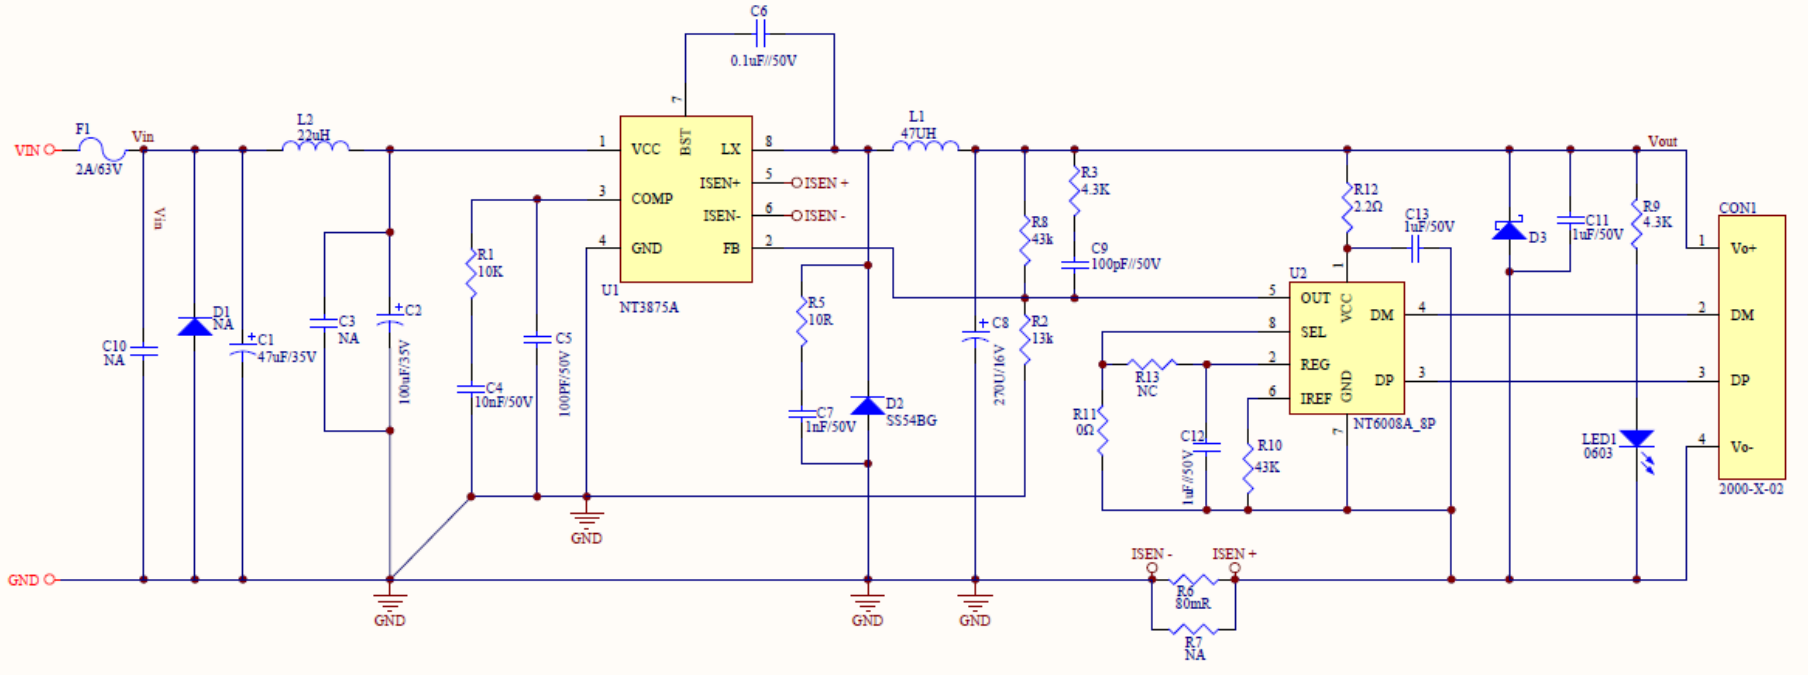 C6
0.1uF//50V
7
F1
VIN
Vin
2A/63V
L2
22uH
1
VCC
BST
LX
8
L1
47UH
Vout
ISEN+
5
ISEN +
3
COMP
ISEN-
6
ISEN -
4
GND
FB
2
U1
NT3875A
Vin
R1
10K
R3
4.3K
R8
43k
C9
100pF//50V
R12
2.2Ω
C13
1uF/50V
D3
C11
1uF/50V
R9
4.3K
CON1
1
Vo+
2
DM
3
DP
4
Vo-
2000-X-02
U2
1
5
OUT
VCC
DM
4
8
SEL
2
REG
DP
3
6
IREF
GND
7
NT6008A_8P
C10
NA
D1
NA
C1
47uF/35V
C3
NA
C2
100uF/35V
C4
10nF/50V
C5
100PF/50V
R5
10R
C7
1nF/50V
D2
SS54BG
C8
270U/16V
R2
13k
R13
NC
R11
0Ω
C12
1uF//50V
R10
43K
LED1
0603
GND
GND
GND
GND
GND
ISEN -
ISEN +
R6
80mR
R7
NA